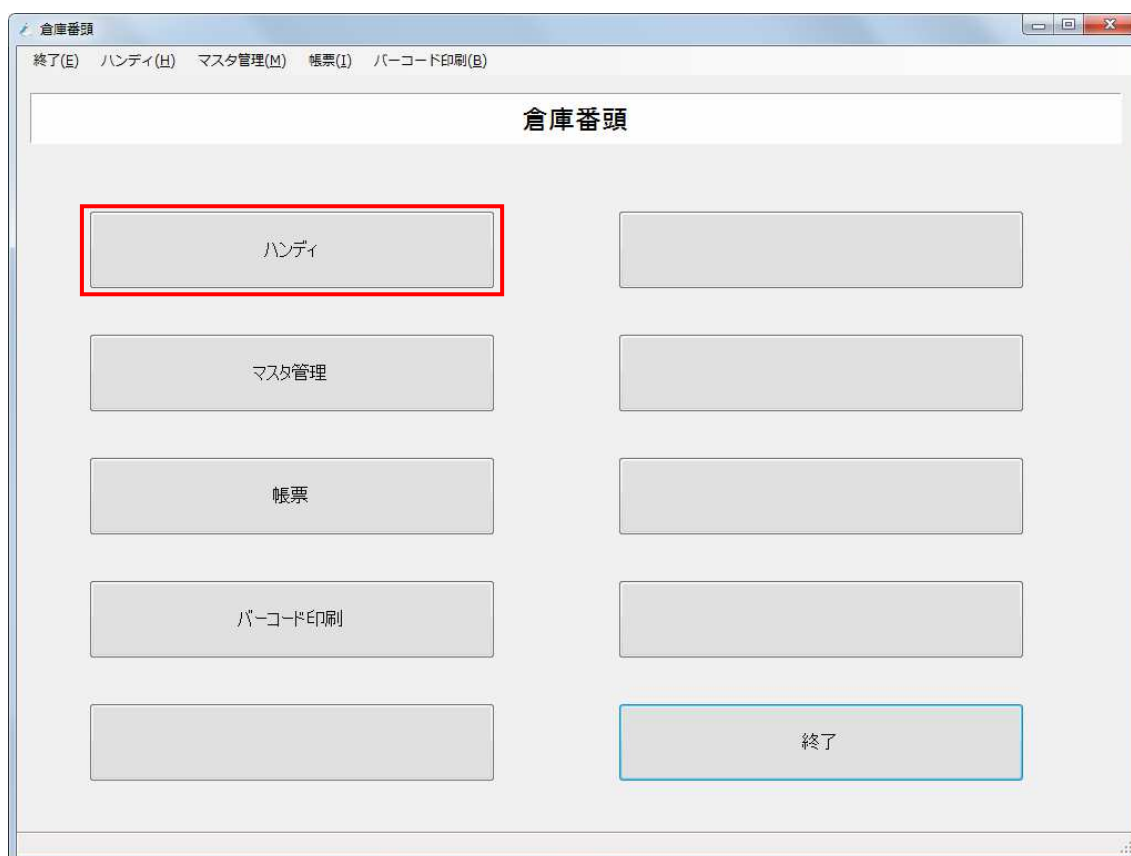 倉庫番頭
終了(E) ハンディ(H) マスタ管理(M) 帳票(I) バーコード印刷(B)
倉庫番頭
ハンディ
マスタ管理
帳票
バーコード印刷
終了